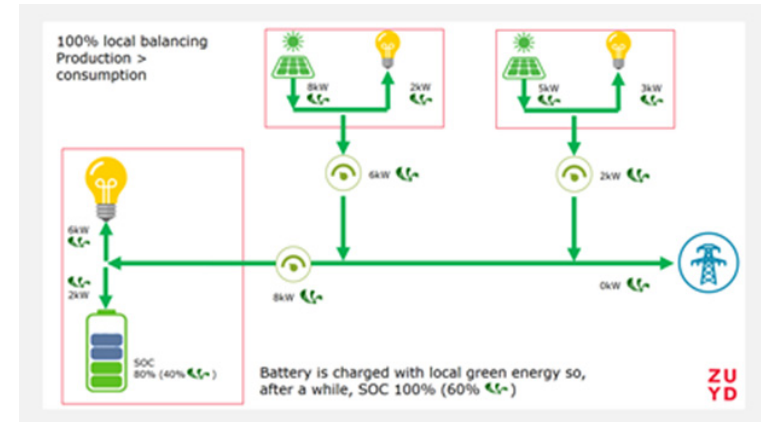 100% local balancing
Production >
consumption
8kW
2kW
5kW
3kW
6kW
2kW
6kW
2kW
8kW
0kW
SOC
80% (40% )
Battery is charged with local green energy so,
after a while, SOC 100% (60% )
ZU
YD